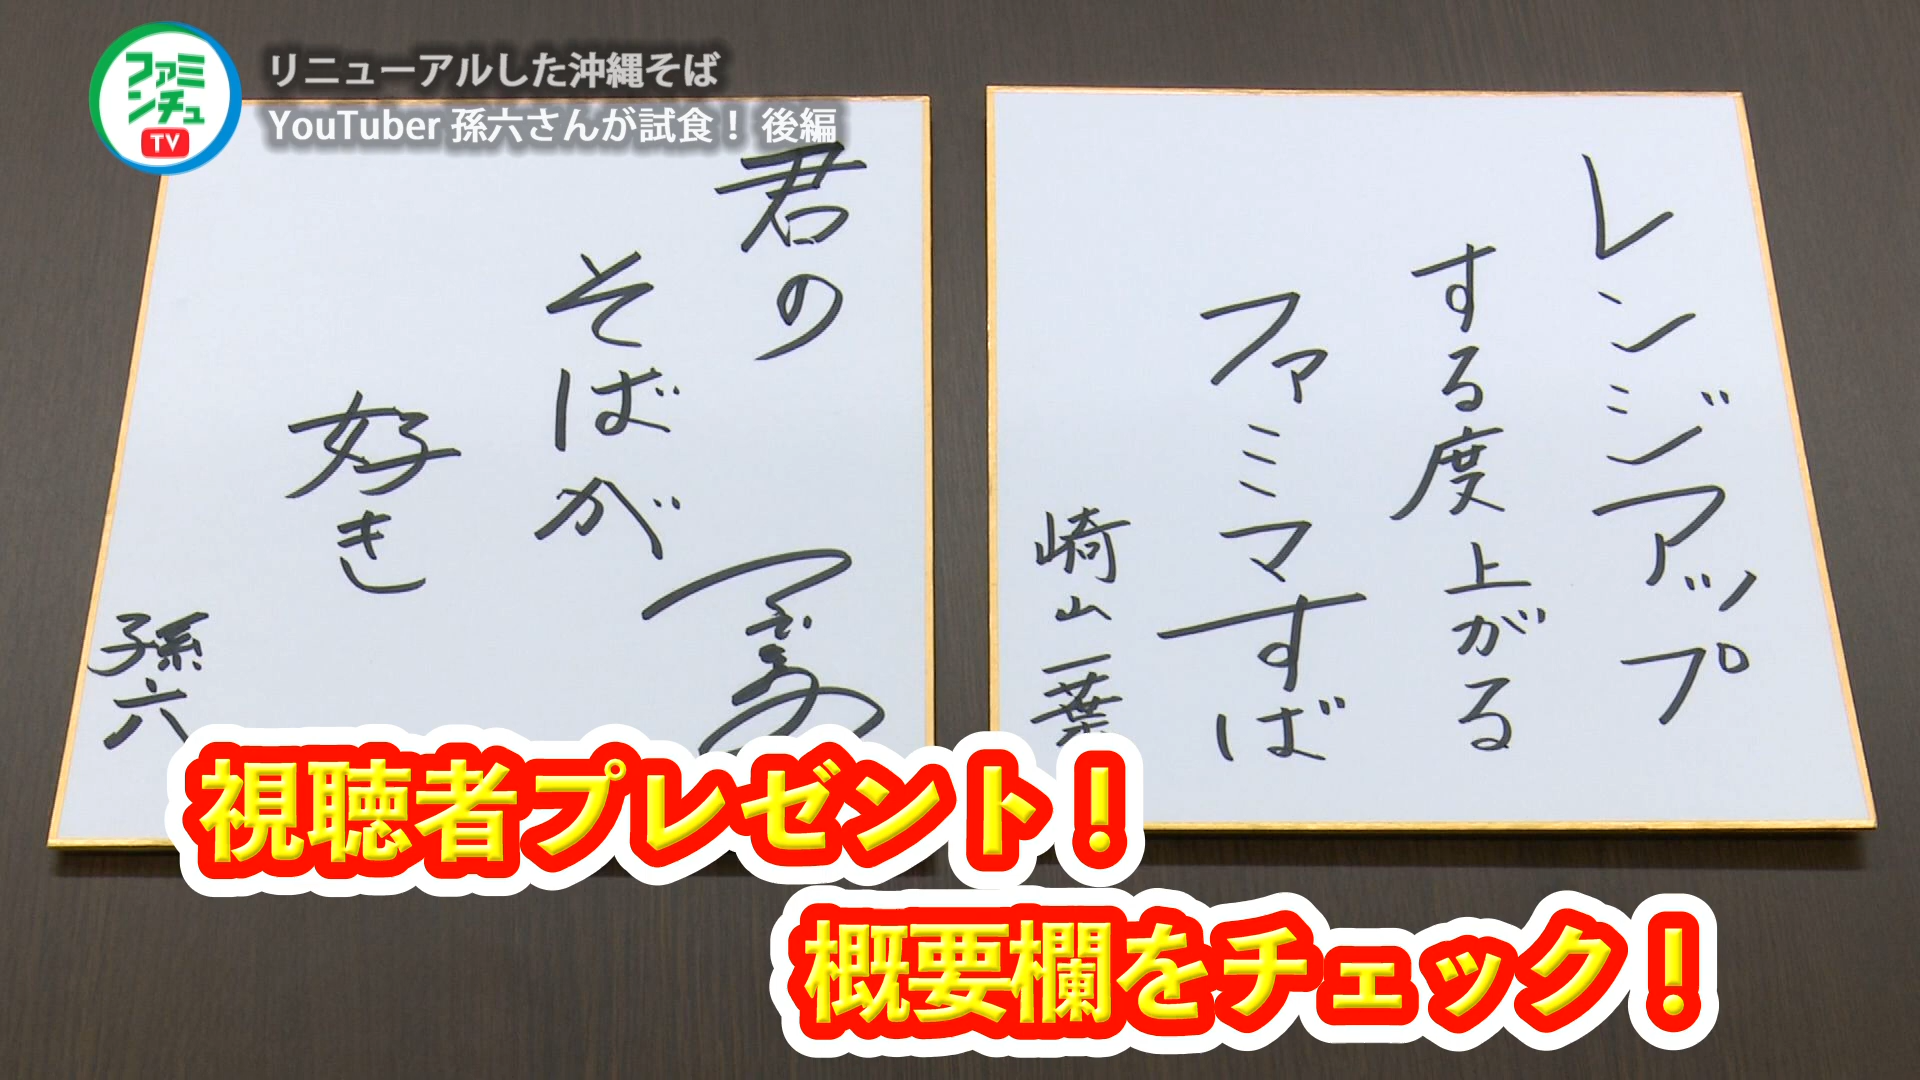 ファミ
ンチュ
TV
リニューアルした沖縄そば
YouTuber 孫六さんが試食！ 後編
君の
そばが
好き
孫六
レンジアップ
する度上がる
ファミマすば
崎山一葉
視聴者プレゼント！
概要欄をチェック！